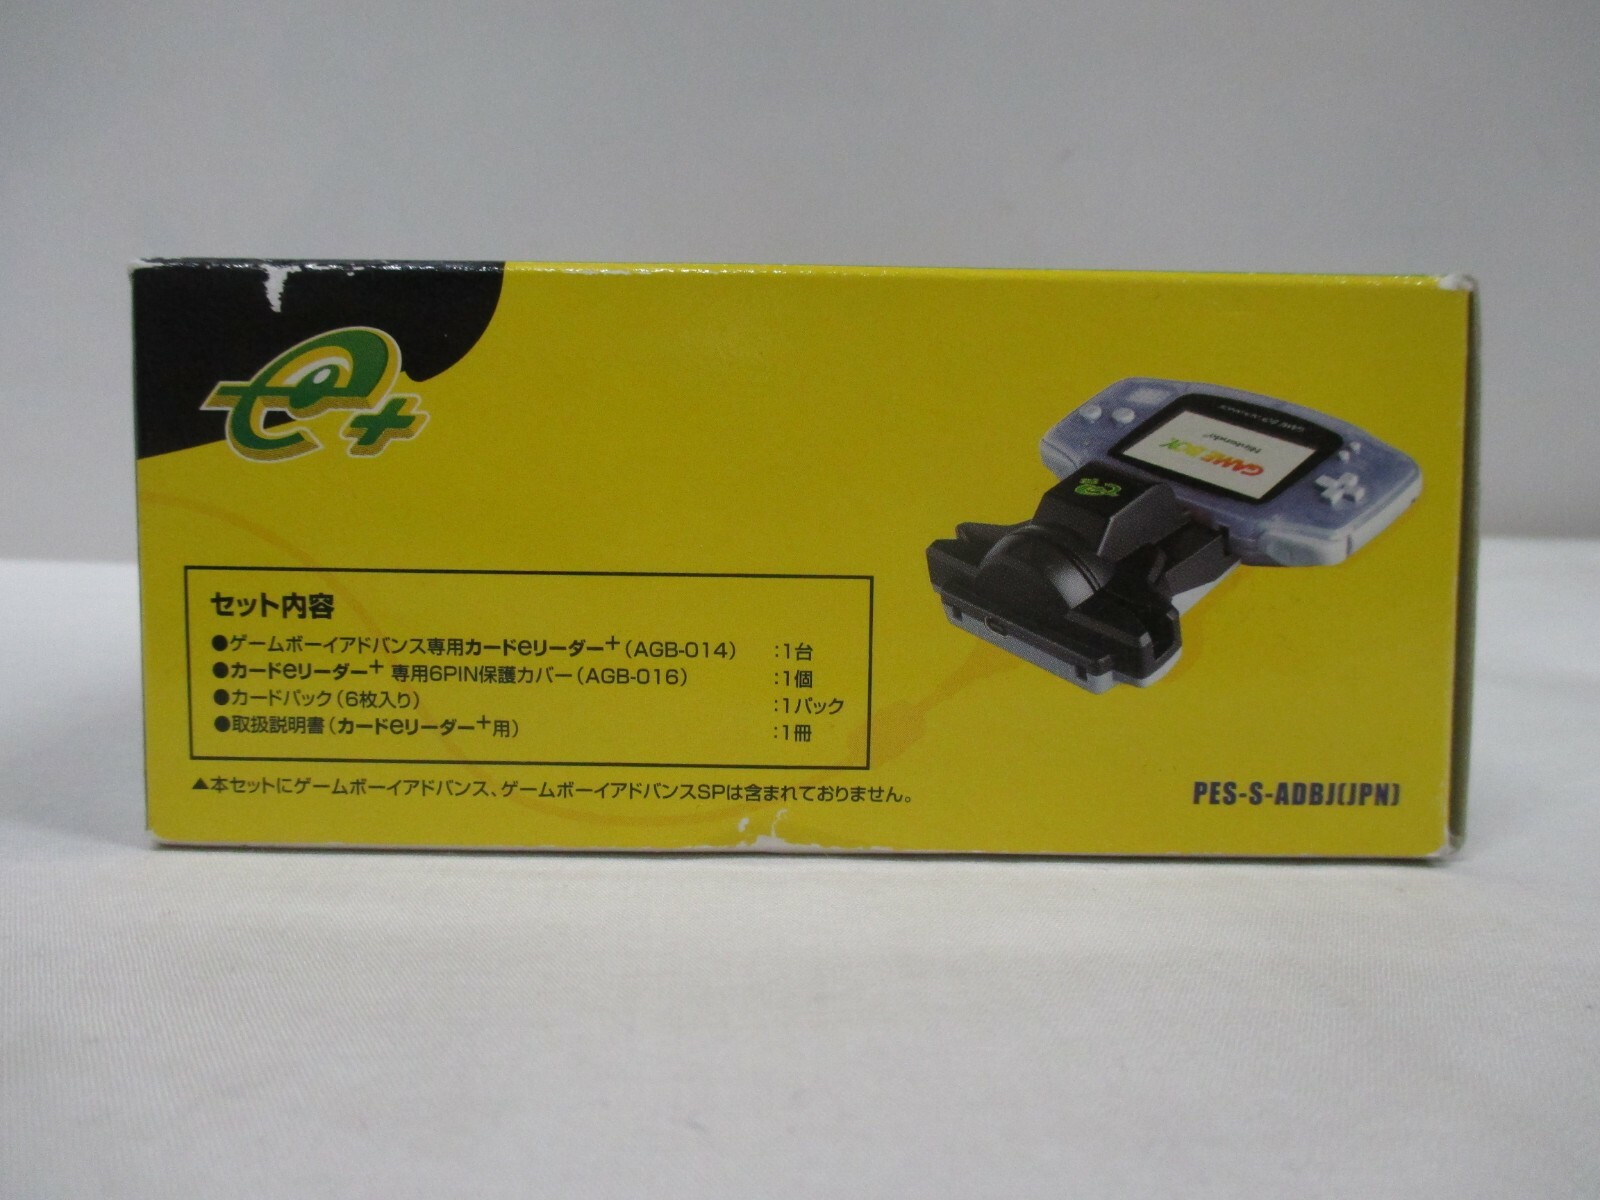 e+
GAME BOY ADVANCE
Nintendo
GAME BOY
セット内容
●ゲームボーイアドバンス専用カードeリーダー+(AGB-014) :1台
●カードeリーダー+ 専用6PIN保護カバー(AGB-016) :1個
●カードパック(6枚入り) :1パック
●取扱説明書(カードeリーダー+用) :1冊
▲本セットにゲームボーイアドバンス、ゲームボーイアドバンスSPは含まれておりません。
PES-S-ADBJ(JPN)